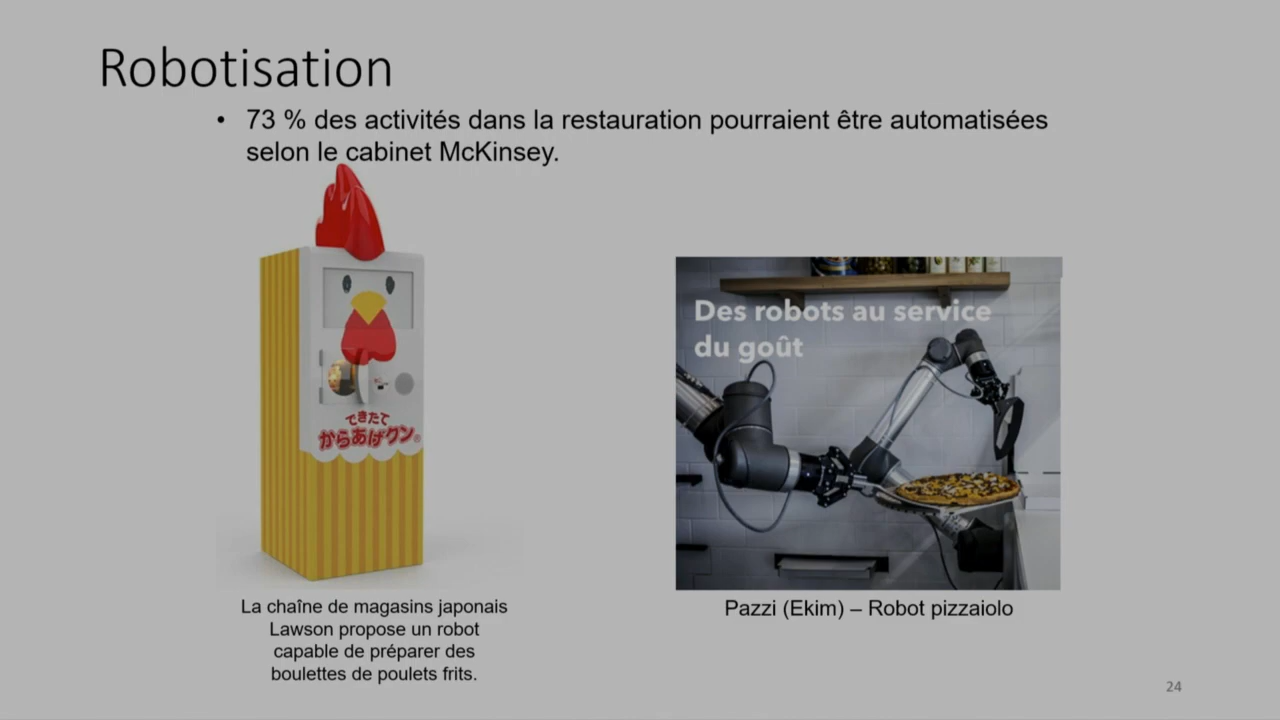 Robotisation
• 73 % des activités dans la restauration pourraient être automatisées
selon le cabinet McKinsey.
できたて
からあげクン®
Des robots au service
du goût
La chaîne de magasins japonais
Lawson propose un robot
capable de préparer des
boulettes de poulets frits.
Pazzi (Ekim) – Robot pizzaiolo
24